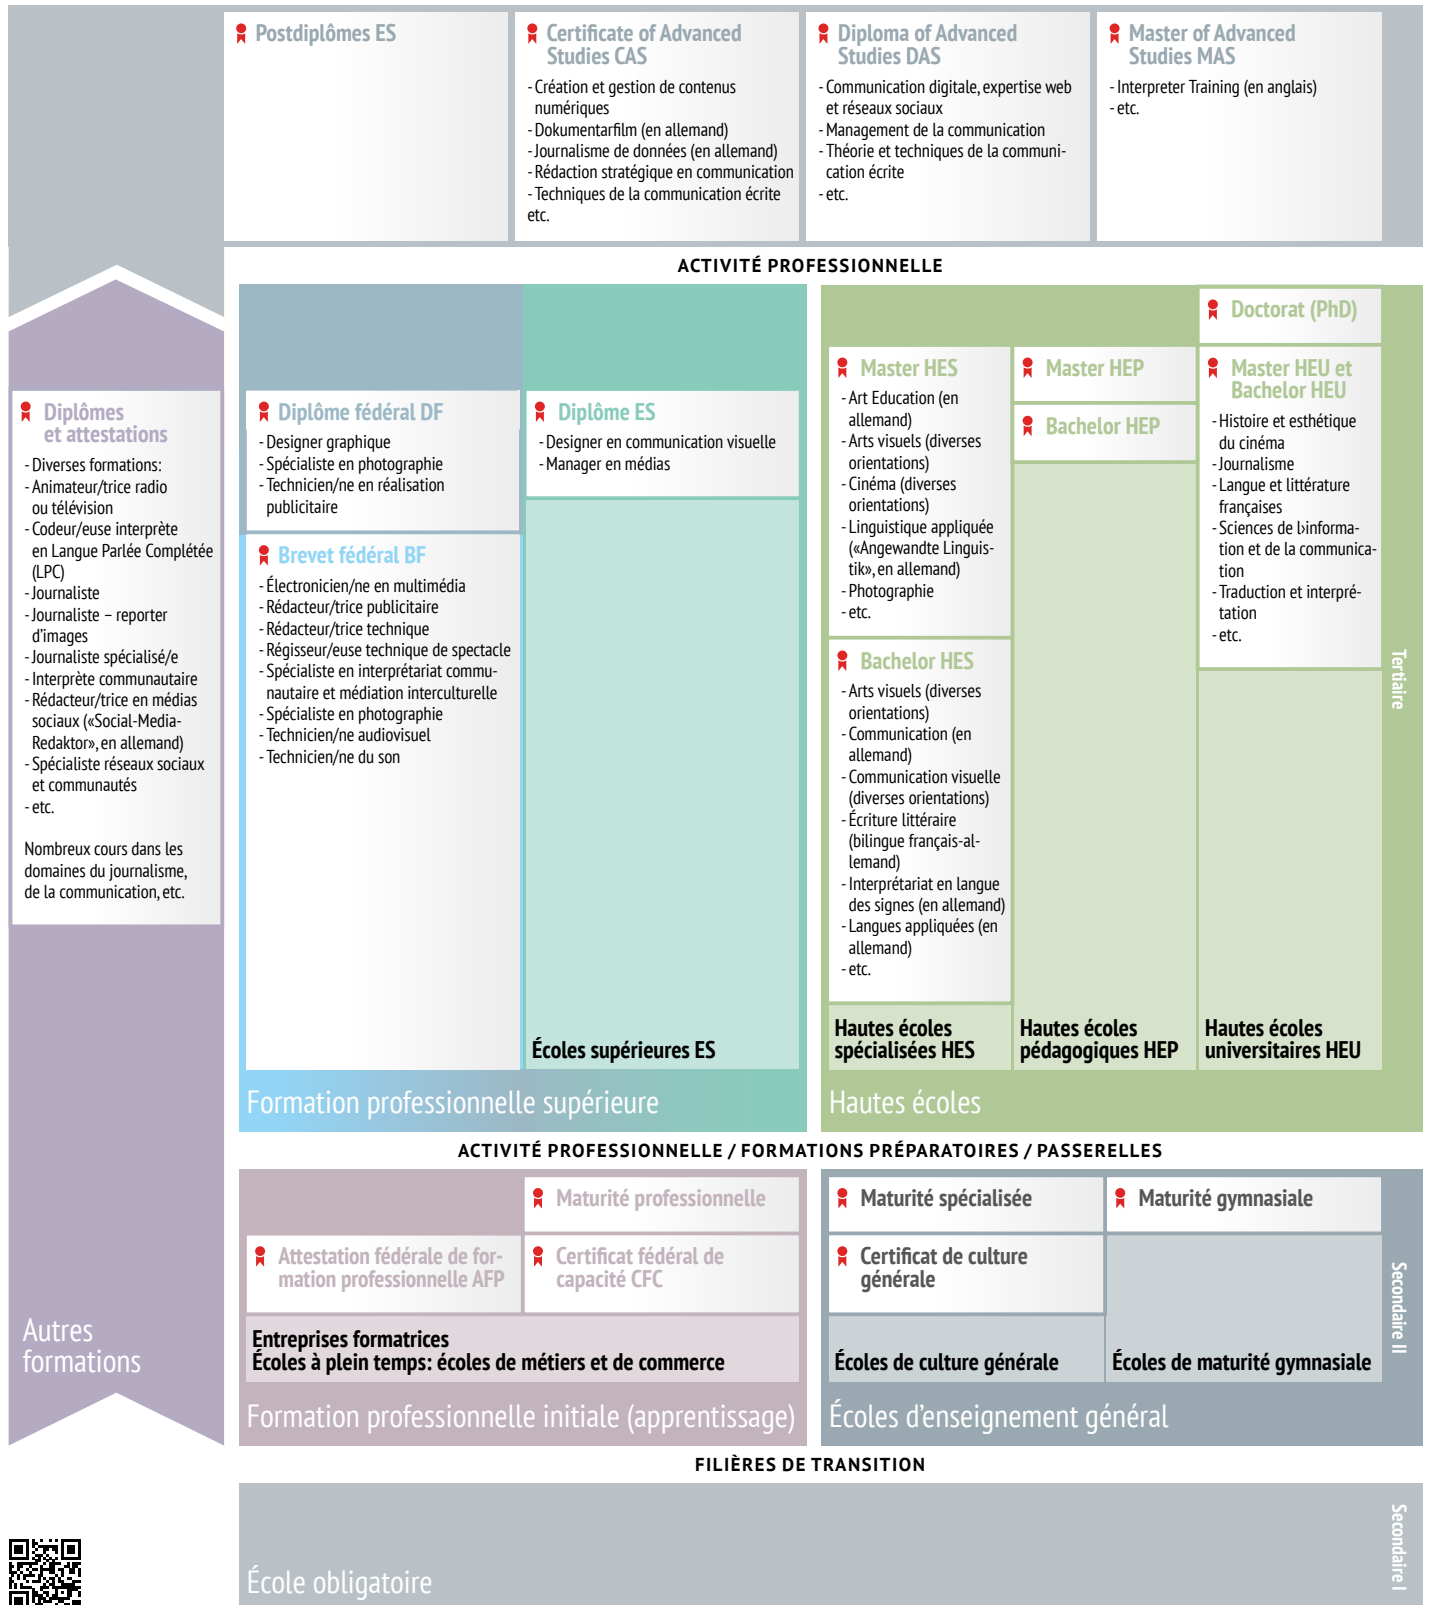 Postdiplômes ES
Certificate of Advanced
Studies CAS
- Création et gestion de contenus
numériques
- Dokumentarfilm (en allemand)
- Journalisme de données (en allemand)
- Rédaction stratégique en communication
- Techniques de la communication écrite
etc.
Diploma of Advanced
Studies DAS
- Communication digitale, expertise web
et réseaux sociaux
- Management de la communication
- Théorie et techniques de la communi-
cation écrite
- etc.
Master of Advanced
Studies MAS
- Interpreter Training (en anglais)
- etc.
ACTIVITÉ PROFESSIONNELLE
Diplômes
et attestations
- Diverses formations:
- Animateur/trice radio
ou télévision
- Codeur/euse interprète
en Langue Parlée Complétée
(LPC)
- Journaliste
- Journaliste – reporter
d'images
- Journaliste spécialisé/e
- Interprète communautaire
- Rédacteur/trice en médias
sociaux («Social-Media-
Redaktor», en allemand)
- Spécialiste réseaux sociaux
et communautés
- etc.
Nombreux cours dans les
domaines du journalisme,
de la communication, etc.
Autres
formations
Diplôme fédéral DF
- Designer graphique
- Spécialiste en photographie
- Technicien/ne en réalisation
publicitaire
Brevet fédéral BF
- Électronicien/ne en multimédia
- Rédacteur/trice publicitaire
- Rédacteur/trice technique
- Régisseur/euse technique de spectacle
- Spécialiste en interprétariat commu-
nautaire et médiation interculturelle
- Spécialiste en photographie
- Technicien/ne audiovisuel
- Technicien/ne du son
Diplôme ES
- Designer en communication visuelle
- Manager en médias
Écoles supérieures ES
Formation professionnelle supérieure
Master HES
- Art Education (en
allemand)
- Arts visuels (diverses
orientations)
- Cinéma (diverses
orientations)
- Linguistique appliquée
(«Angewandte Linguis-
tik», en allemand)
- Photographie
- etc.
Bachelor HES
- Arts visuels (diverses
orientations)
- Communication (en
allemand)
- Communication visuelle
(diverses orientations)
- Écriture littéraire
(bilingue français-al-
lemand)
- Interprétariat en langue
des signes (en allemand)
- Langues appliquées (en
allemand)
- etc.
Hautes écoles
spécialisées HES
Master HEP
Bachelor HEP
Hautes écoles
pédagogiques HEP
Doctorat (PhD)
Master HEU et
Bachelor HEU
- Histoire et esthétique
du cinéma
- Journalisme
- Langue et littérature
françaises
- Sciences de l›informa-
tion et de la communica-
tion
- Traduction et interpré-
tation
- etc.
Hautes écoles
universitaires HEU
Hautes écoles
Tertiaire
ACTIVITÉ PROFESSIONNELLE / FORMATIONS PRÉPARATOIRES / PASSERELLES
Maturité professionnelle
Attestation fédérale de for-
mation professionnelle AFP
Certificat fédéral de
capacité CFC
Entreprises formatrices
Écoles à plein temps: écoles de métiers et de commerce
Formation professionnelle initiale (apprentissage)
Maturité spécialisée
Certificat de culture
générale
Écoles de culture générale
Maturité gymnasiale
Écoles de maturité gymnasiale
Écoles d'enseignement général
Secondaire II
FILIÈRES DE TRANSITION
École obligatoire
Secondaire I